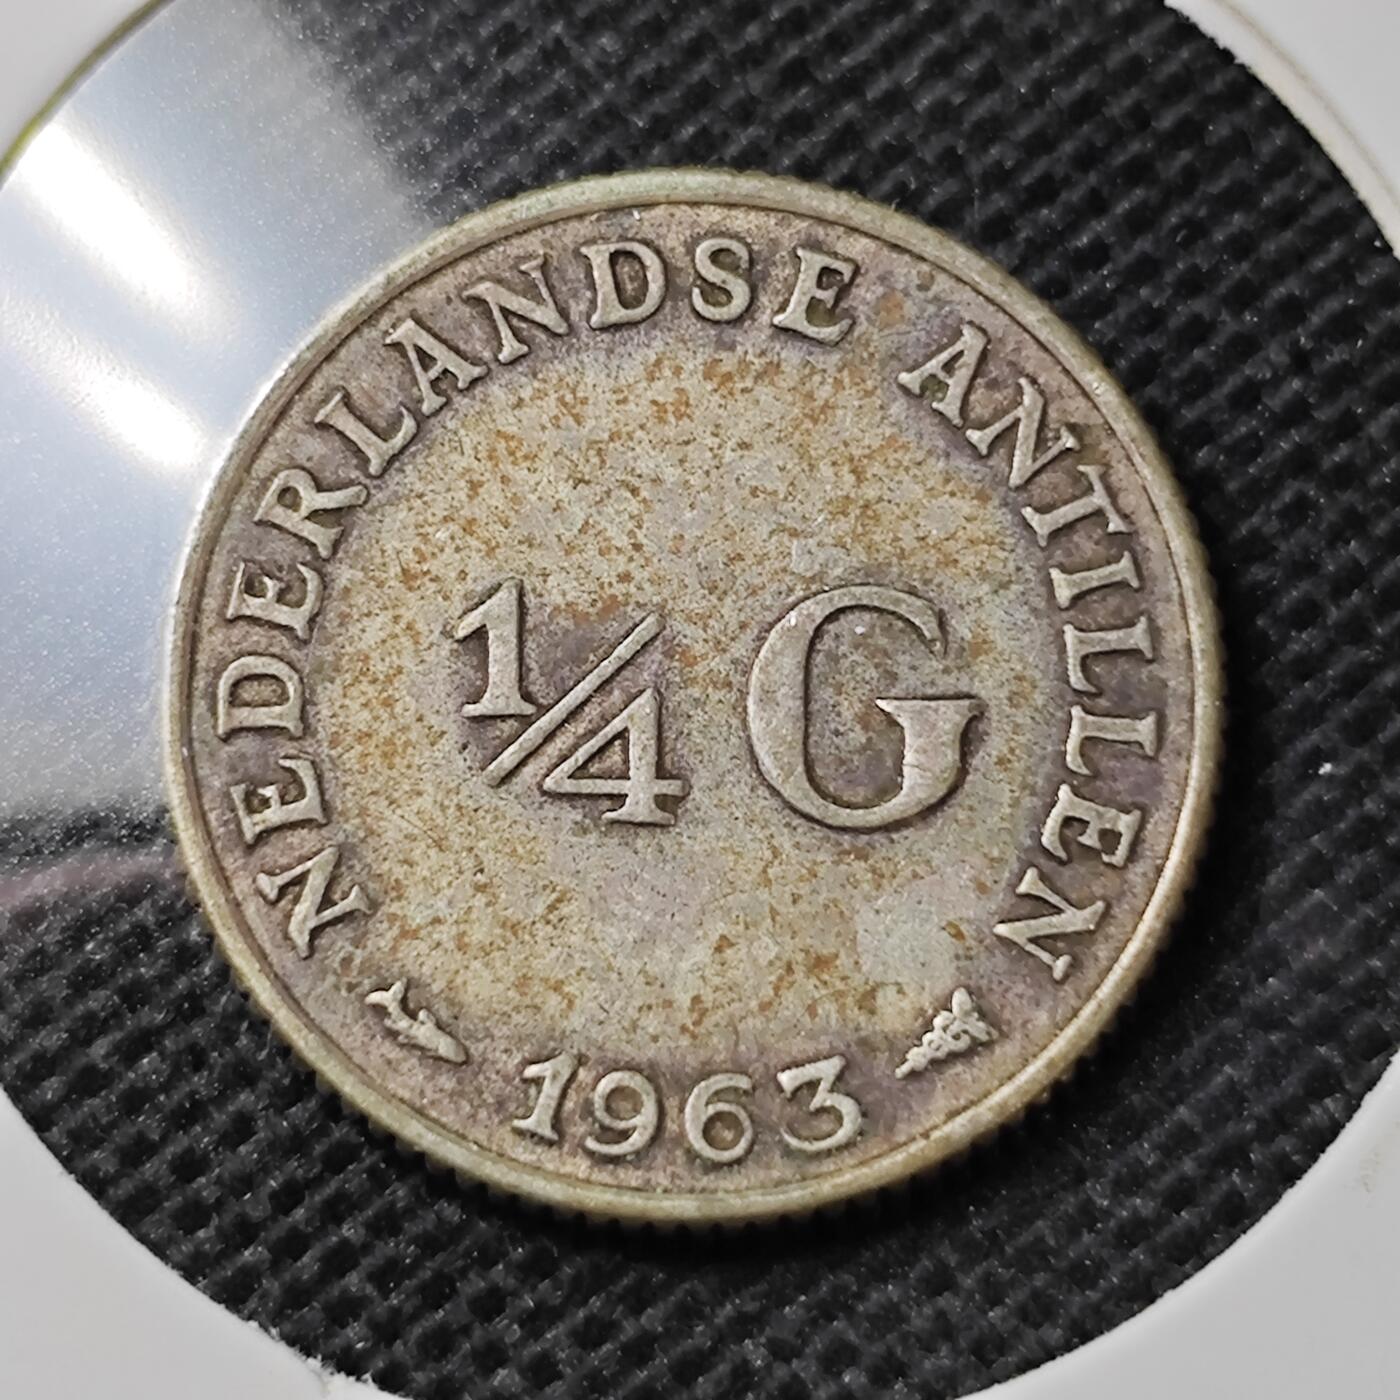 NEDERLANDSE ANTILLEN
1/4 G
1963